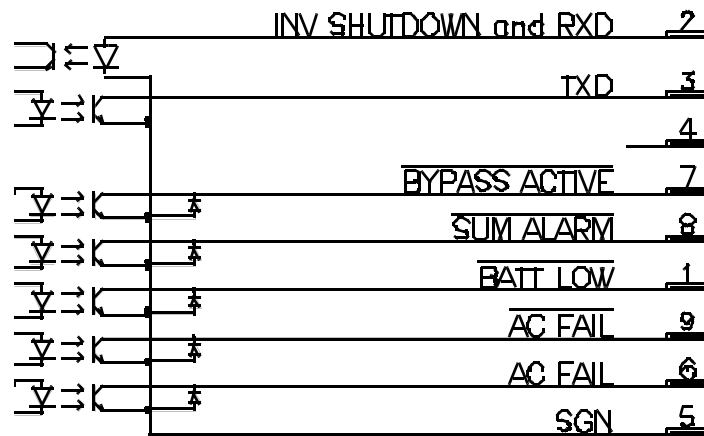 INV SHUTDOWN and RXD 2
TXD 3
4
BYPASS ACTIVE 7
SUM ALARM 8
BATT LOW 1
AC FAIL 9
AC FAIL 6
SGN 5